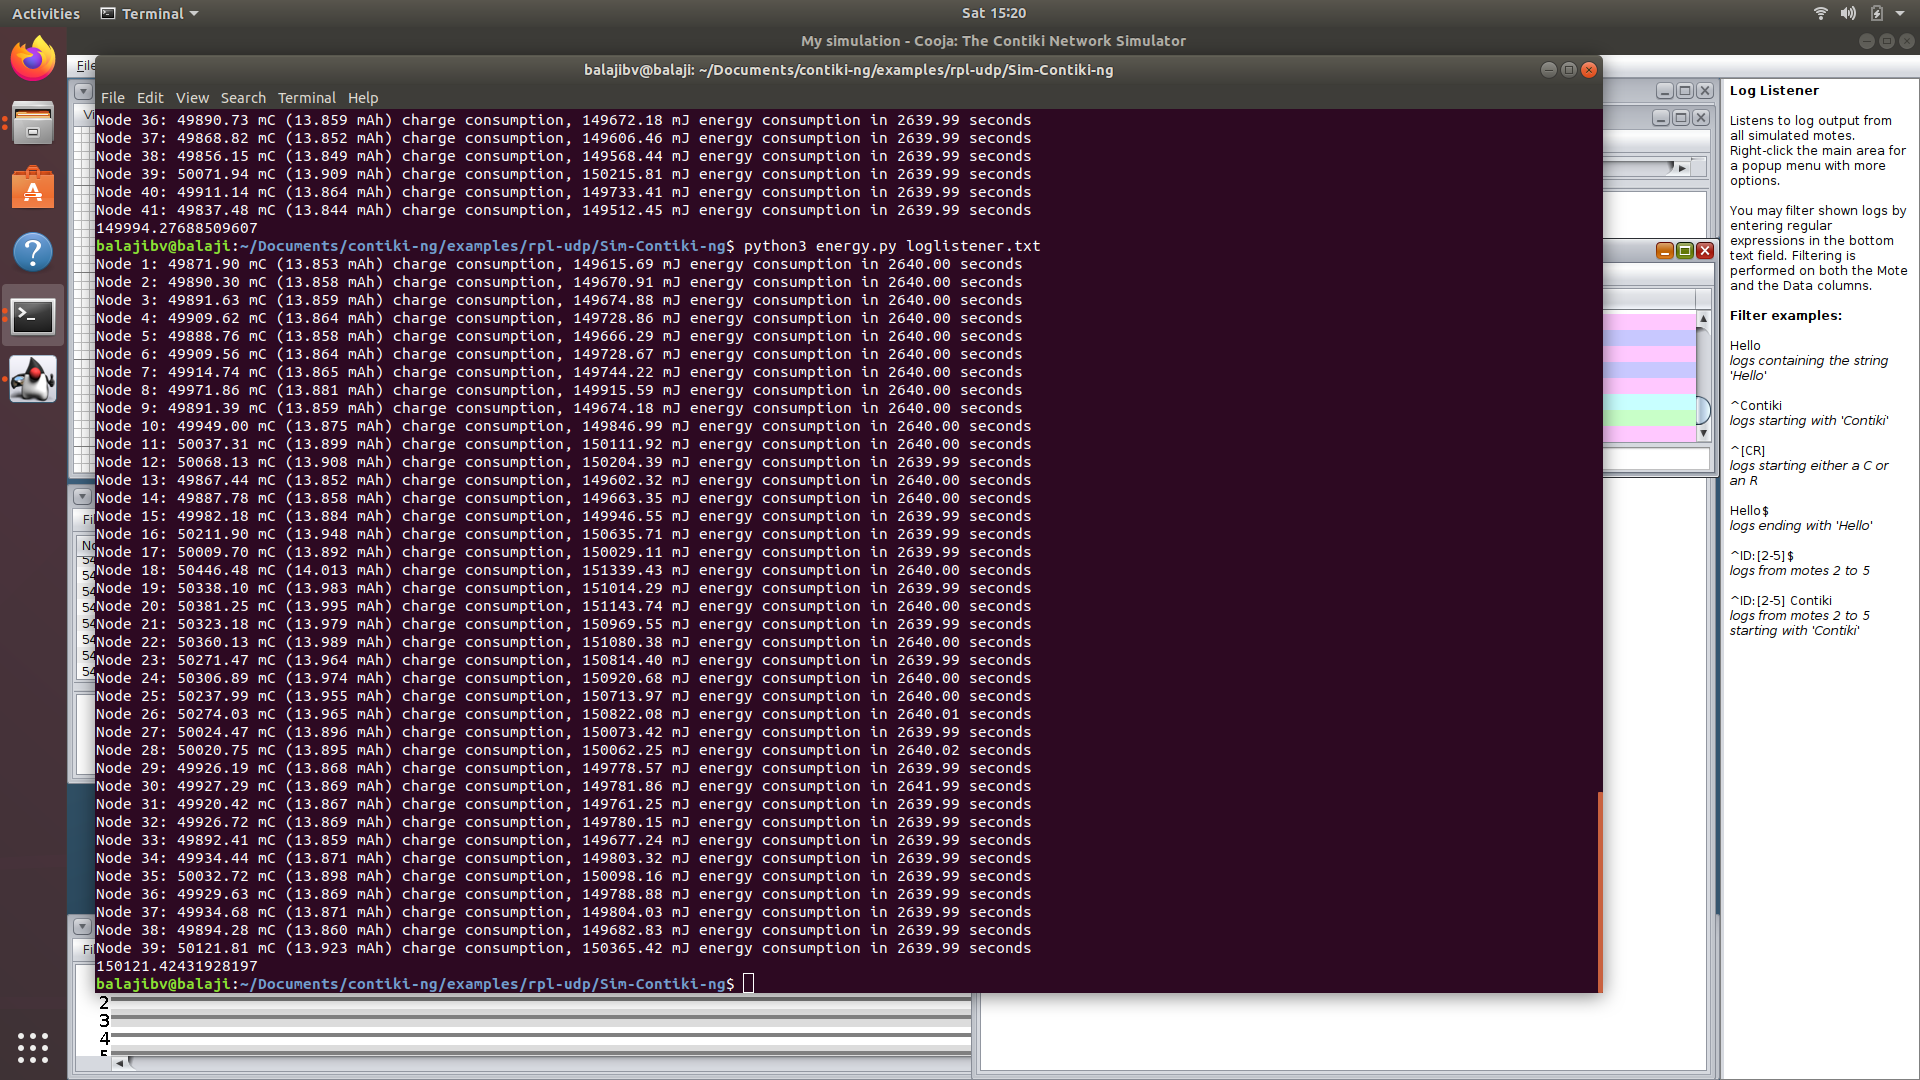 Activities
Terminal
Sat 15:20
My simulation - Cooja: The Contiki Network Simulator
File
balajibv@balaji: ~/Documents/contiki-ng/examples/rpl-udp/Sim-Contiki-ng
File Edit View Search Terminal Help
Node 36: 49890.73 mC (13.859 mAh) charge consumption, 149672.18 mJ energy consumption in 2639.99 seconds
Node 37: 49868.82 mC (13.852 mAh) charge consumption, 149606.46 mJ energy consumption in 2639.99 seconds
Node 38: 49856.15 mC (13.849 mAh) charge consumption, 149568.44 mJ energy consumption in 2639.99 seconds
Node 39: 50071.94 mC (13.909 mAh) charge consumption, 150215.81 mJ energy consumption in 2639.99 seconds
Node 40: 49911.14 mC (13.864 mAh) charge consumption, 149733.41 mJ energy consumption in 2639.99 seconds
Node 41: 49837.48 mC (13.844 mAh) charge consumption, 149512.45 mJ energy consumption in 2639.99 seconds
149994.27688509607
balajibv@balaji:~/Documents/contiki-ng/examples/rpl-udp/Sim-Contiki-ng$ python3 energy.py loglistener.txt
Node 1: 49871.90 mC (13.853 mAh) charge consumption, 149615.69 mJ energy consumption in 2640.00 seconds
Node 2: 49890.30 mC (13.858 mAh) charge consumption, 149670.91 mJ energy consumption in 2640.00 seconds
Node 3: 49891.63 mC (13.859 mAh) charge consumption, 149674.88 mJ energy consumption in 2640.00 seconds
Node 4: 49909.62 mC (13.864 mAh) charge consumption, 149728.86 mJ energy consumption in 2640.00 seconds
Node 5: 49888.76 mC (13.858 mAh) charge consumption, 149666.29 mJ energy consumption in 2640.00 seconds
Node 6: 49909.56 mC (13.864 mAh) charge consumption, 149728.67 mJ energy consumption in 2640.00 seconds
Node 7: 49914.74 mC (13.865 mAh) charge consumption, 149744.22 mJ energy consumption in 2640.00 seconds
Node 8: 49971.86 mC (13.881 mAh) charge consumption, 149915.59 mJ energy consumption in 2640.00 seconds
Node 9: 49891.39 mC (13.859 mAh) charge consumption, 149674.18 mJ energy consumption in 2640.00 seconds
Node 10: 49949.00 mC (13.875 mAh) charge consumption, 149846.99 mJ energy consumption in 2640.00 seconds
Node 11: 50037.31 mC (13.899 mAh) charge consumption, 150111.92 mJ energy consumption in 2640.00 seconds
Node 12: 50068.13 mC (13.908 mAh) charge consumption, 150204.39 mJ energy consumption in 2639.99 seconds
Node 13: 49867.44 mC (13.852 mAh) charge consumption, 149602.32 mJ energy consumption in 2640.00 seconds
Node 14: 49887.78 mC (13.858 mAh) charge consumption, 149663.35 mJ energy consumption in 2640.00 seconds
Node 15: 49982.18 mC (13.884 mAh) charge consumption, 149946.55 mJ energy consumption in 2639.99 seconds
Node 16: 50211.90 mC (13.948 mAh) charge consumption, 150635.71 mJ energy consumption in 2640.00 seconds
Node 17: 50009.70 mC (13.892 mAh) charge consumption, 150029.11 mJ energy consumption in 2639.99 seconds
Node 18: 50446.48 mC (14.013 mAh) charge consumption, 151339.43 mJ energy consumption in 2640.00 seconds
Node 19: 50338.10 mC (13.983 mAh) charge consumption, 151014.29 mJ energy consumption in 2639.99 seconds
Node 20: 50381.25 mC (13.995 mAh) charge consumption, 151143.74 mJ energy consumption in 2640.00 seconds
Node 21: 50323.18 mC (13.979 mAh) charge consumption, 150969.55 mJ energy consumption in 2639.99 seconds
Node 22: 50360.13 mC (13.989 mAh) charge consumption, 151080.38 mJ energy consumption in 2640.00 seconds
Node 23: 50271.47 mC (13.964 mAh) charge consumption, 150814.40 mJ energy consumption in 2639.99 seconds
Node 24: 50306.89 mC (13.974 mAh) charge consumption, 150920.68 mJ energy consumption in 2640.00 seconds
Node 25: 50237.99 mC (13.955 mAh) charge consumption, 150713.97 mJ energy consumption in 2640.00 seconds
Node 26: 50274.03 mC (13.965 mAh) charge consumption, 150822.08 mJ energy consumption in 2640.01 seconds
Node 27: 50024.47 mC (13.896 mAh) charge consumption, 150073.42 mJ energy consumption in 2639.99 seconds
Node 28: 50020.75 mC (13.895 mAh) charge consumption, 150062.25 mJ energy consumption in 2640.02 seconds
Node 29: 49926.19 mC (13.868 mAh) charge consumption, 149778.57 mJ energy consumption in 2639.99 seconds
Node 30: 49927.29 mC (13.869 mAh) charge consumption, 149781.86 mJ energy consumption in 2641.99 seconds
Node 31: 49920.42 mC (13.867 mAh) charge consumption, 149761.25 mJ energy consumption in 2639.99 seconds
Node 32: 49926.72 mC (13.869 mAh) charge consumption, 149780.15 mJ energy consumption in 2639.99 seconds
Node 33: 49892.41 mC (13.859 mAh) charge consumption, 149677.24 mJ energy consumption in 2639.99 seconds
Node 34: 49934.44 mC (13.871 mAh) charge consumption, 149803.32 mJ energy consumption in 2639.99 seconds
Node 35: 50032.72 mC (13.898 mAh) charge consumption, 150098.16 mJ energy consumption in 2639.99 seconds
Node 36: 49929.63 mC (13.869 mAh) charge consumption, 149788.88 mJ energy consumption in 2639.99 seconds
Node 37: 49934.68 mC (13.871 mAh) charge consumption, 149804.03 mJ energy consumption in 2639.99 seconds
Node 38: 49894.28 mC (13.860 mAh) charge consumption, 149682.83 mJ energy consumption in 2639.99 seconds
Node 39: 50121.81 mC (13.923 mAh) charge consumption, 150365.42 mJ energy consumption in 2639.99 seconds
150121.42431928197
balajibv@balaji:~/Documents/contiki-ng/examples/rpl-udp/Sim-Contiki-ng$
2
3
4
Log Listener
Listens to log output from
all simulated motes.
Right-click the main area for
a popup menu with more
options.
You may filter shown logs by
entering regular
expressions in the bottom
text field. Filtering is
performed on both the Mote
and the Data columns.
Filter examples:
Hello
logs containing the string
'Hello'
^Contiki
logs starting with 'Contiki'
^[CR]
logs starting either a C or
an R
Hello$
logs ending with 'Hello'
^ID:[2-5]$
logs from motes 2 to 5
^ID:[2-5] Contiki
logs from motes 2 to 5
starting with 'Contiki'